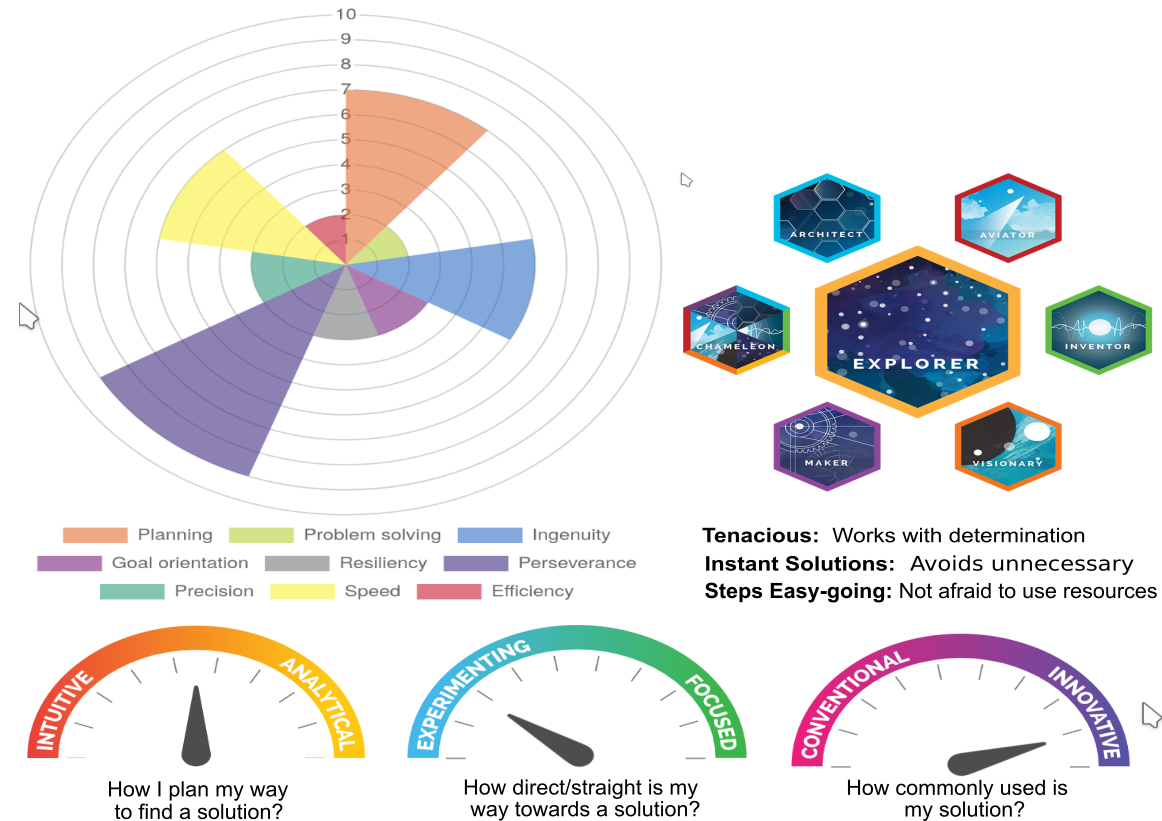 10
9
8
7
6
5
4
3
2
1
Planning Problem solving Ingenuity
Goal orientation Resiliency Perseverance
Precision Speed Efficiency
ARCHITECT
AVIATOR
CHAMELEON
EXPLORER
INVENTOR
MAKER
VISIONARY
Tenacious: Works with determination
Instant Solutions: Avoids unnecessary
Steps Easy-going: Not afraid to use resources
INTUITIVE
ANALYTICAL
How I plan my way
to find a solution?
EXPERIMENTING
FOCUSED
How direct/straight is my
way towards a solution?
CONVENTIONAL
INNOVATIVE
How commonly used is
my solution?